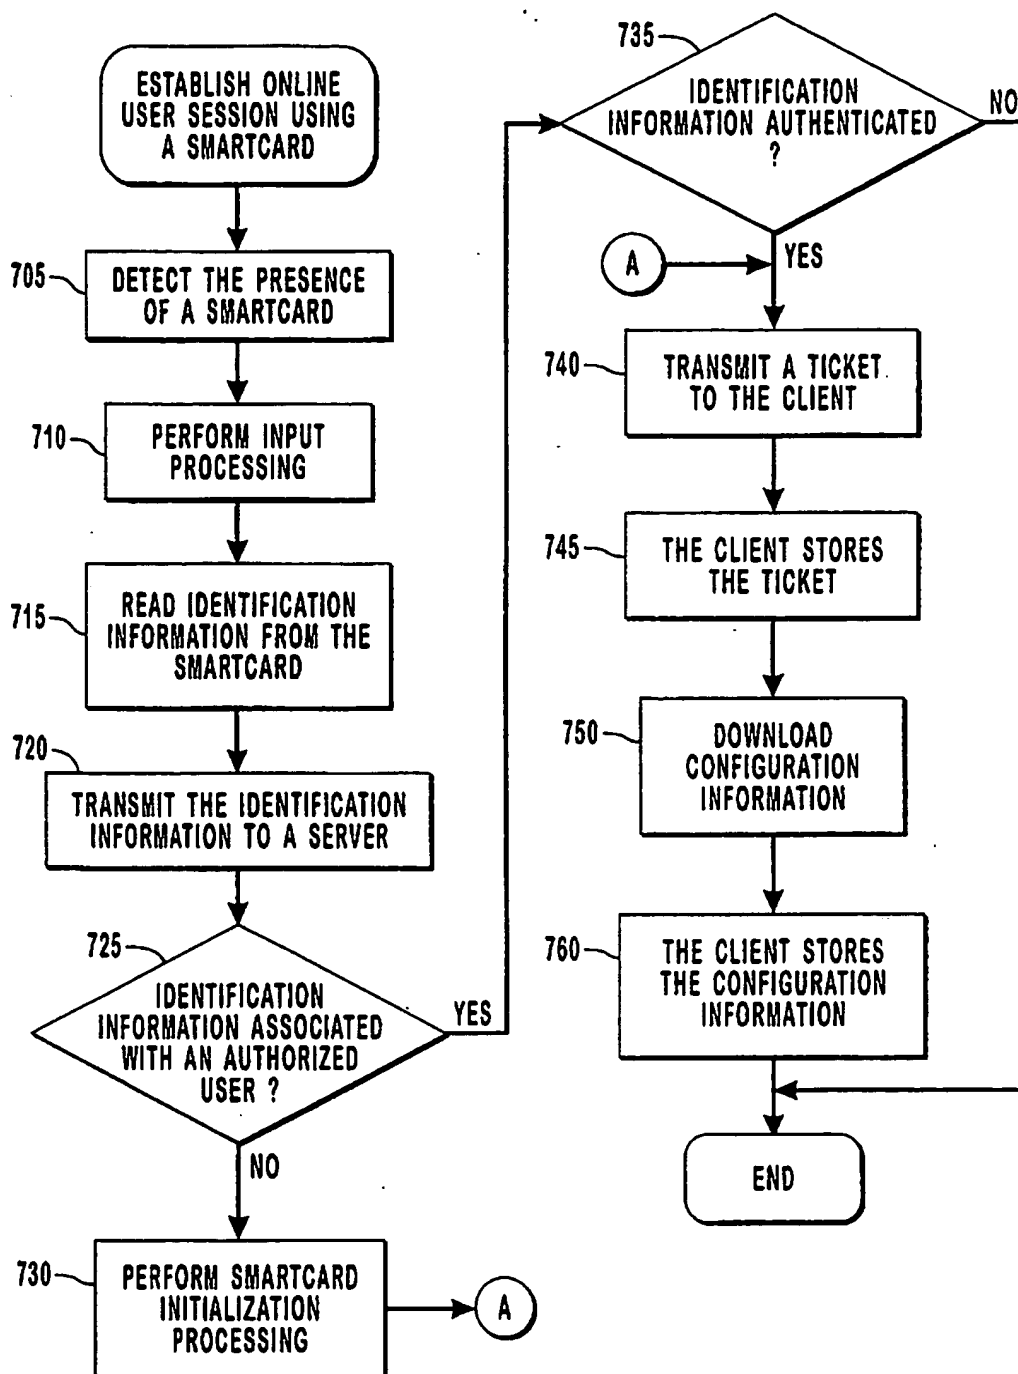 ESTABLISH ONLINE
USER SESSION USING
A SMARTCARD
705
DETECT THE PRESENCE
OF A SMARTCARD
710
PERFORM INPUT
PROCESSING
715
READ IDENTIFICATION
INFORMATION FROM THE
SMARTCARD
720
TRANSMIT THE IDENTIFICATION
INFORMATION TO A SERVER
725
IDENTIFICATION
INFORMATION ASSOCIATED
WITH AN AUTHORIZED
USER ?
YES
NO
730
PERFORM SMARTCARD
INITIALIZATION
PROCESSING
A
735
IDENTIFICATION
INFORMATION AUTHENTICATED
?
NO
A
YES
740
TRANSMIT A TICKET
TO THE CLIENT
745
THE CLIENT STORES
THE TICKET
750
DOWNLOAD
CONFIGURATION
INFORMATION
760
THE CLIENT STORES
THE CONFIGURATION
INFORMATION
END